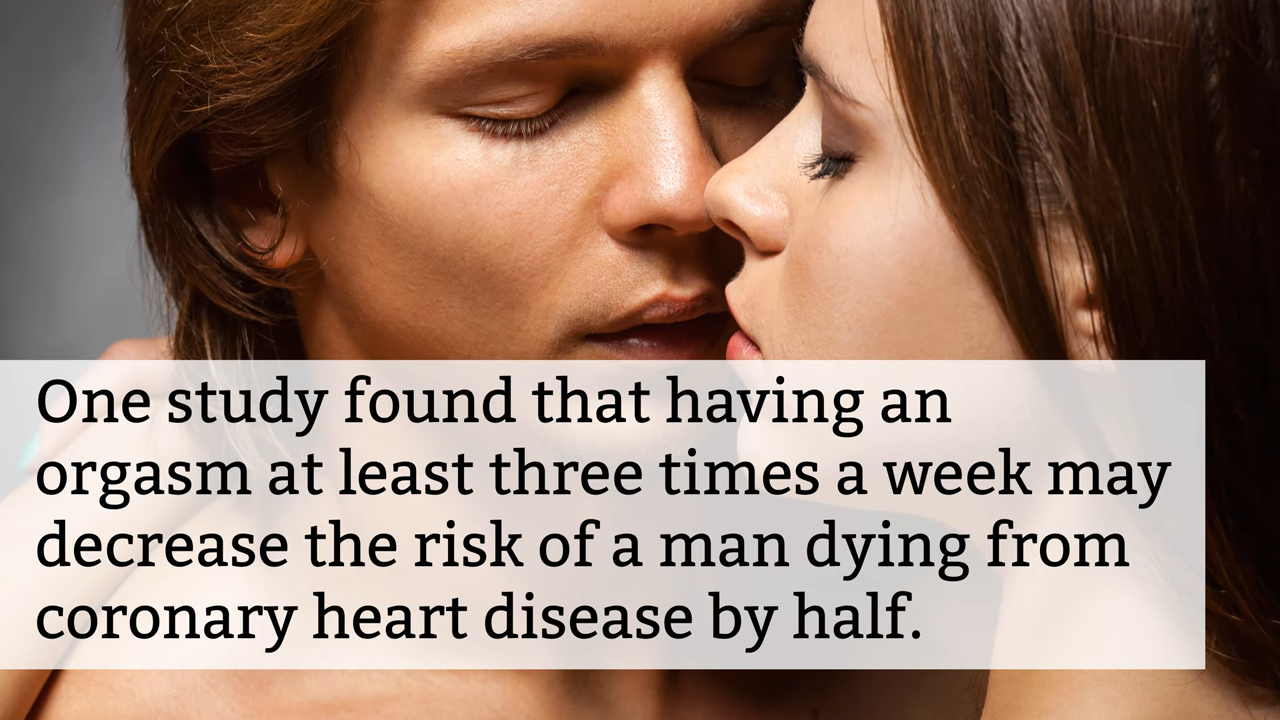 One study found that having an
orgasm at least three times a week may
decrease the risk of a man dying from
coronary heart disease by half.